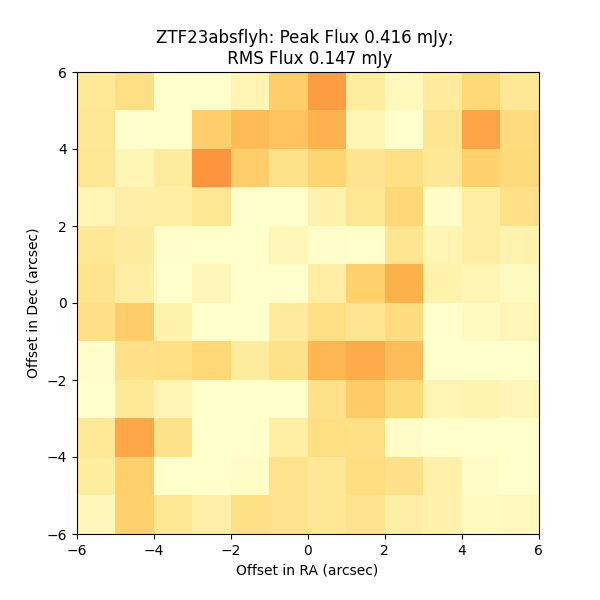 ZTF23absflyh: Peak Flux 0.416 mJy;
RMS Flux 0.147 mJy
6
4
2
0
−2
−4
−6
Offset in Dec (arcsec)
−6 −4 −2 0 2 4 6
Offset in RA (arcsec)